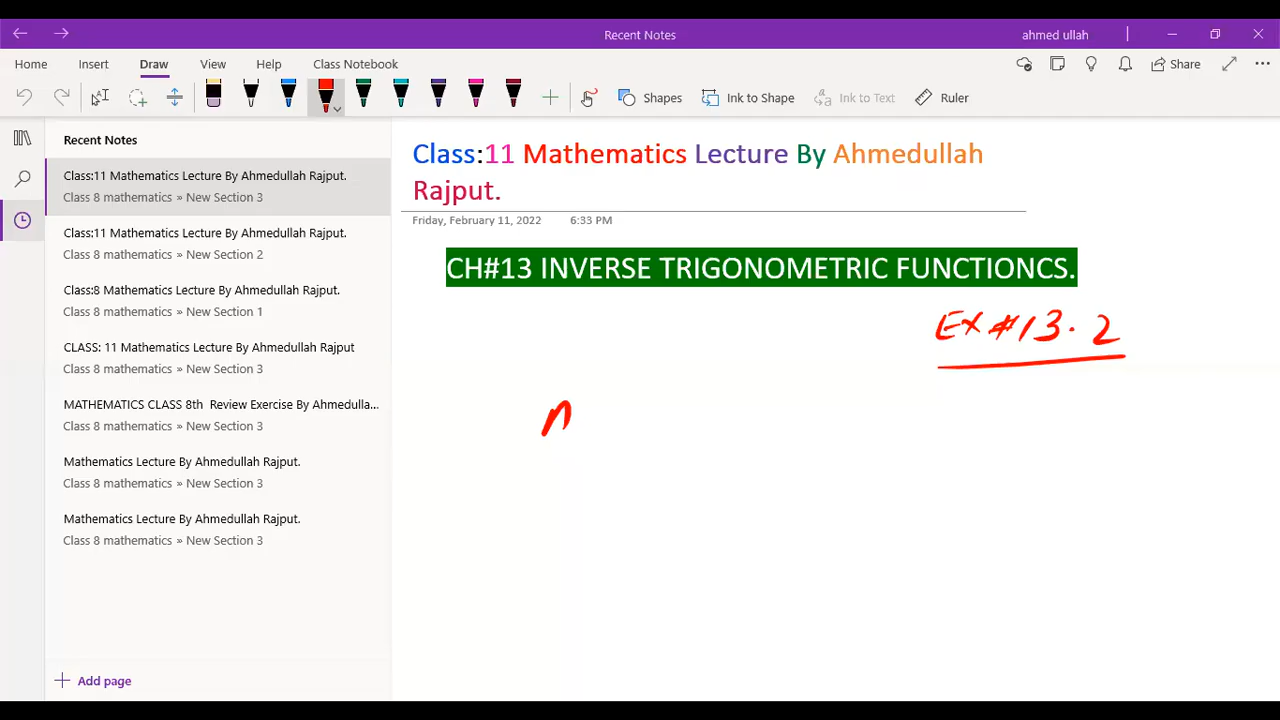 Recent Notes
ahmed ullah
Home Insert Draw View Help Class Notebook
Share
Shapes
Ink to Shape
Ink to Text
Ruler
Recent Notes
Class:11 Mathematics Lecture By Ahmedullah Rajput.
Class 8 mathematics » New Section 3
Class:11 Mathematics Lecture By Ahmedullah Rajput.
Class 8 mathematics » New Section 2
Class:8 Mathematics Lecture By Ahmedullah Rajput.
Class 8 mathematics » New Section 1
CLASS: 11 Mathematics Lecture By Ahmedullah Rajput
Class 8 mathematics » New Section 3
MATHEMATICS CLASS 8th Review Exercise By Ahmedulla...
Class 8 mathematics » New Section 3
Mathematics Lecture By Ahmedullah Rajput.
Class 8 mathematics » New Section 3
Mathematics Lecture By Ahmedullah Rajput.
Class 8 mathematics » New Section 3
Add page
Class:11 Mathematics Lecture By Ahmedullah
Rajput.
Friday, February 11, 2022 6:33 PM
CH#13 INVERSE TRIGONOMETRIC FUNCTIONCS.
Ex#13.2